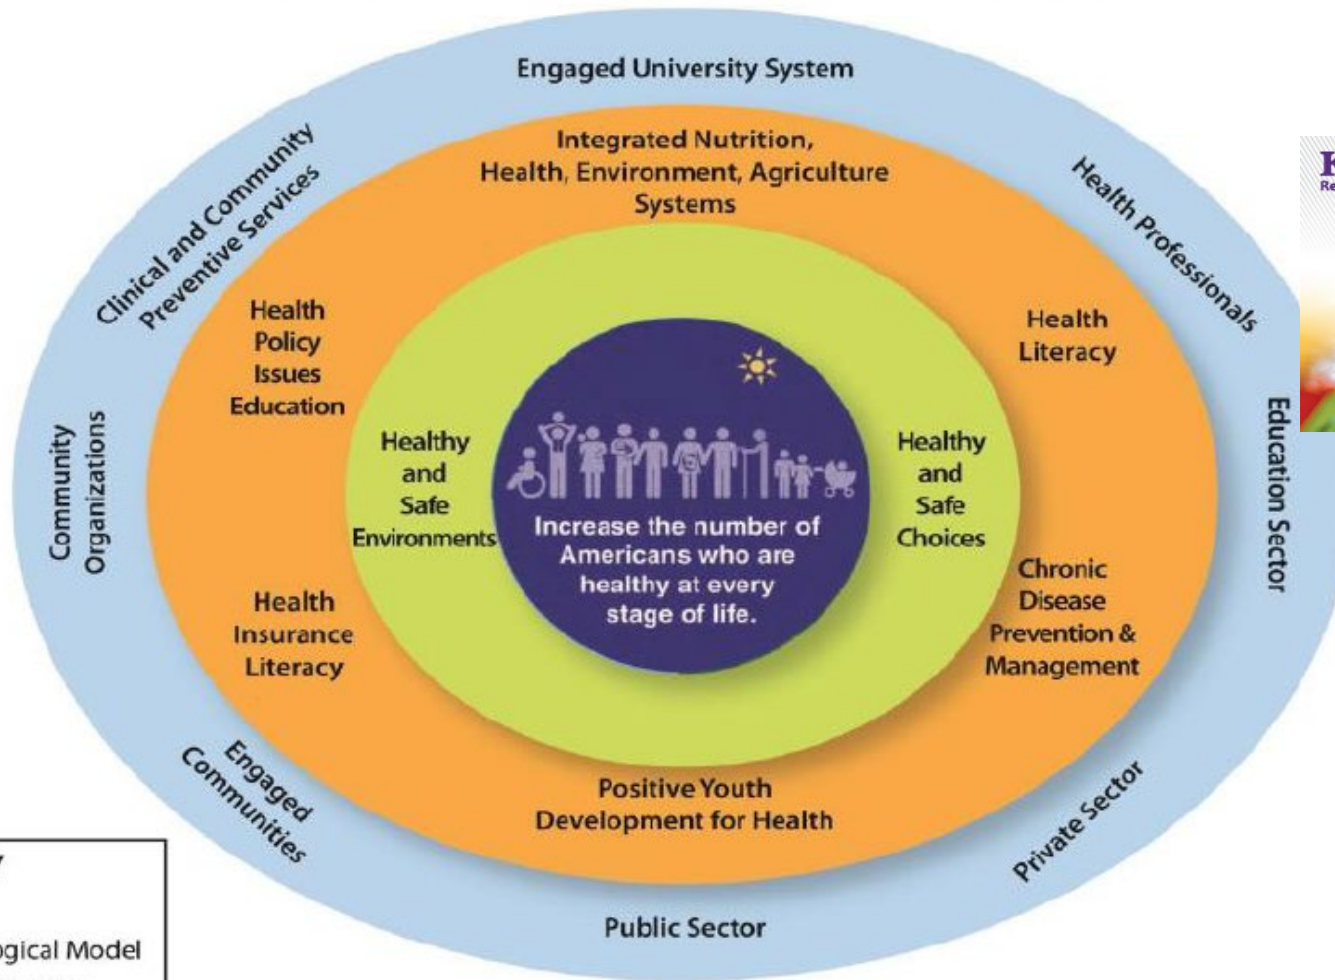 Engaged University System
Integrated Nutrition,
Health, Environment, Agriculture
Systems
Clinical and Community
Preventive Services
Health Professionals
Health
Policy
Issues
Education
Health
Literacy
Community
Organizations
Education Sector
Healthy
and
Safe
Environments
Healthy
and
Safe
Choices
Increase the number of
Americans who are
healthy at every
stage of life.
Health
Insurance
Literacy
Chronic
Disease
Prevention &
Management
Engaged
Communities
Positive Youth
Development for Health
Private Sector
Public Sector
K
Re
ogical Model